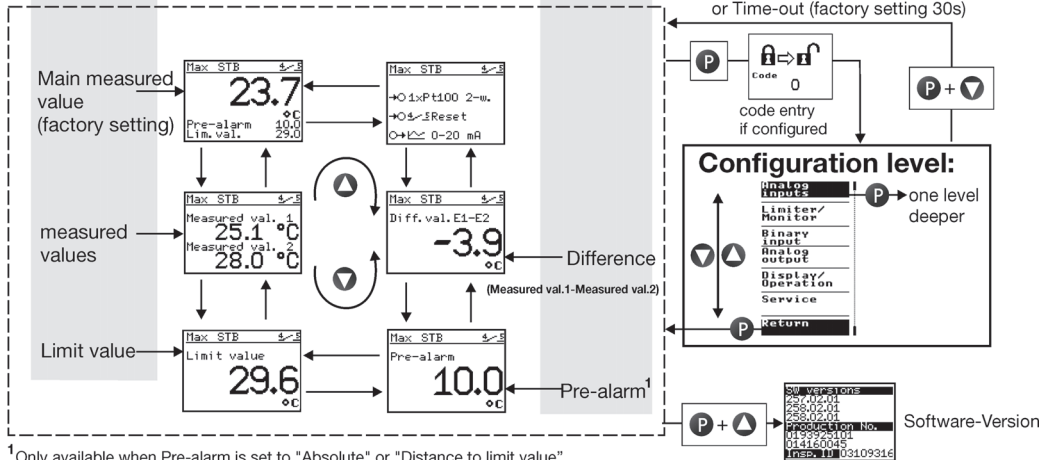 or Time-out (factory setting 30s)
Main measured
value
(factory setting)
Max STB
23.7
°C
Pre-alarm 10.0
Lim.val. 29.0
Max STB
1xPt100 2-w.
Reset
0-20 mA
P
Code
0
code entry
if configured
P +
measured
values
Max STB
Measured val. 1
25.1 °C
Measured val. 2
28.0 °C
Max STB
Diff.val.E1-E2
-3.9
°C
Difference
(Measured val.1-Measured val.2)
Configuration level:
Analog
inputs
Limiter/
Monitor
Binary
input
Analog
output
Display/
Operation
Service
Return
P
one level
deeper
P
Limit value
Max STB
Limit value
29.6
°C
Max STB
Pre-alarm
10.0
°C
Pre-alarm¹
P +
SW versions
257.02.01
258.02.01
258.02.01
Production No.
0193925101
014160045
Insp.ID 03109316
Software-Version
¹Only available when Pre-alarm is set to "Absolute" or "Distance to limit value"